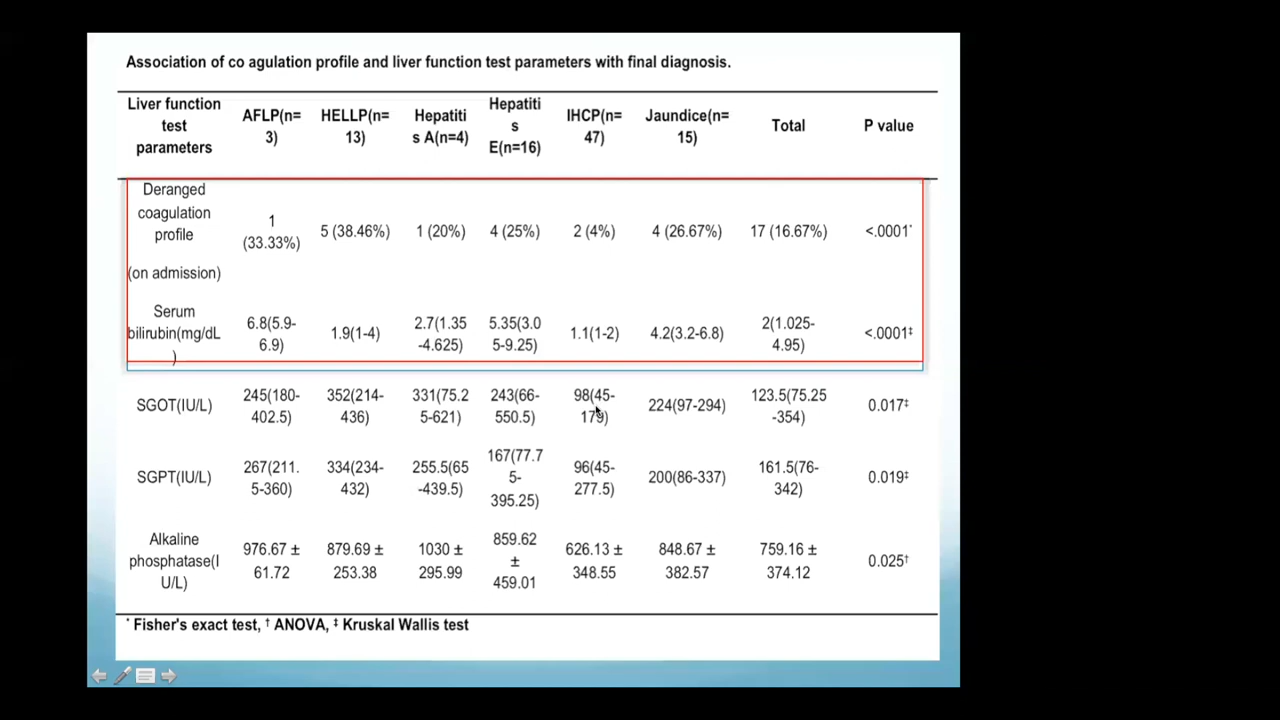 Association of co agulation profile and liver function test parameters with final diagnosis.
Liver function test parameters AFLP(n=3) HELLP(n=13) Hepatitis A(n=4) Hepatitis E(n=16) IHCP(n=47) Jaundice(n=15) Total P value
Deranged coagulation profile (on admission) 1 (33.33%) 5 (38.46%) 1 (20%) 4 (25%) 2 (4%) 4 (26.67%) 17 (16.67%) <.0001*
Serum bilirubin(mg/dL) 6.8(5.9-6.9) 1.9(1-4) 2.7(1.35-4.625) 5.35(3.05-9.25) 1.1(1-2) 4.2(3.2-6.8) 2(1.025-4.95) <.0001‡
SGOT(IU/L) 245(180-402.5) 352(214-436) 331(75.25-621) 243(66-550.5) 98(45-179) 224(97-294) 123.5(75.25-354) 0.017‡
SGPT(IU/L) 267(211.5-360) 334(234-432) 255.5(65-439.5) 167(77.75-395.25) 96(45-277.5) 200(86-337) 161.5(76-342) 0.019‡
Alkaline phosphatase(IU/L) 976.67 ± 61.72 879.69 ± 253.38 1030 ± 295.99 859.62 ± 459.01 626.13 ± 348.55 848.67 ± 382.57 759.16 ± 374.12 0.025†
* Fisher's exact test, † ANOVA, ‡ Kruskal Wallis test